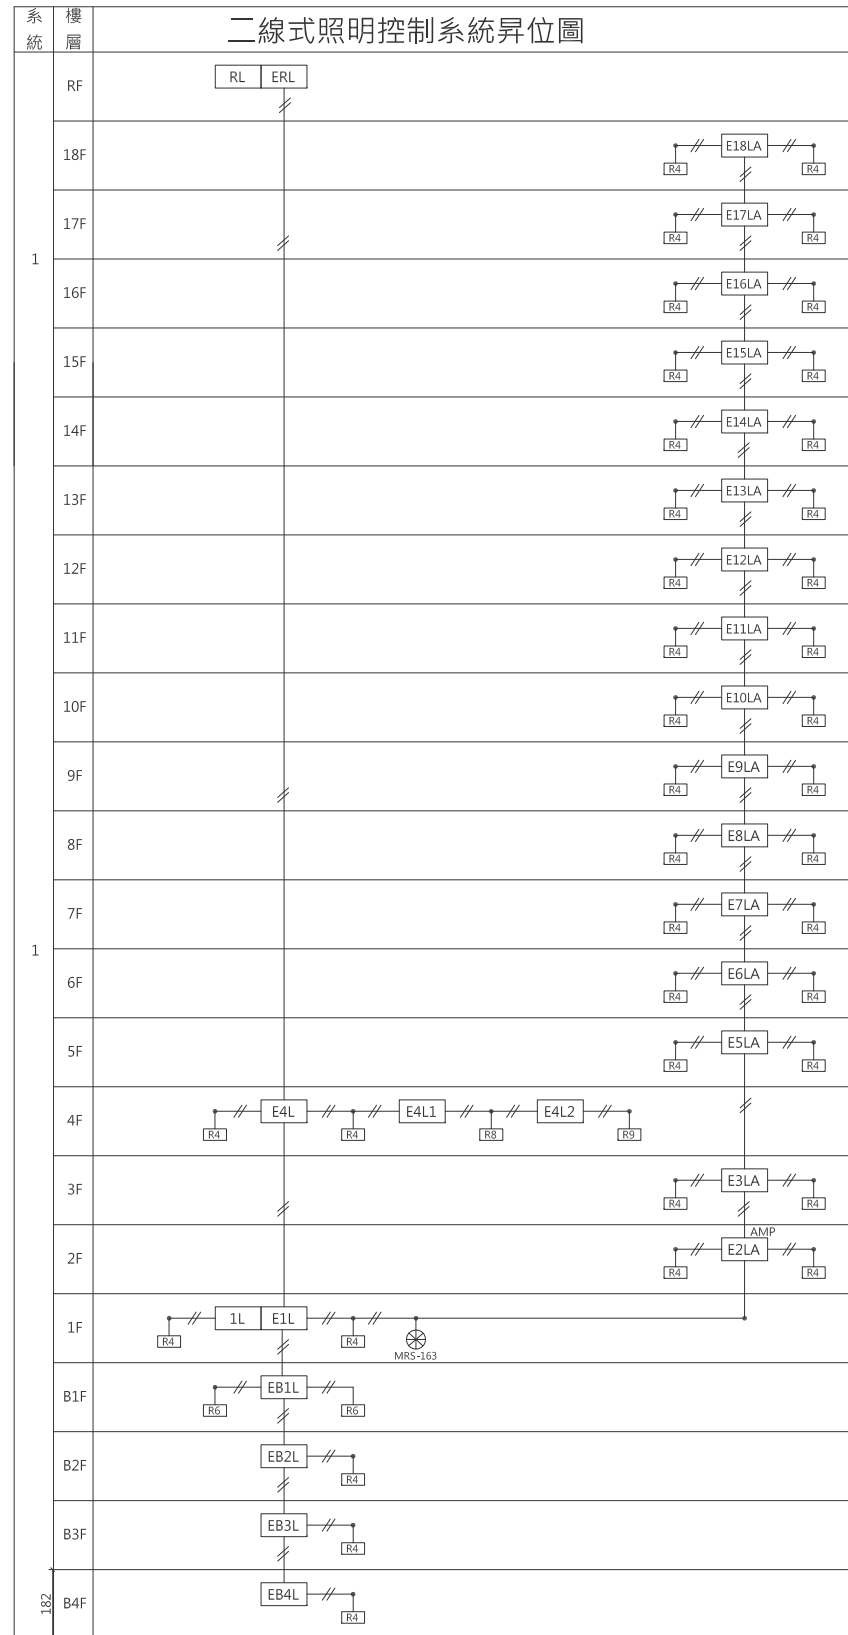 系統
樓層
二線式照明控制系統昇位圖
RF
RL ERL
18F
E18LA
R4 R4
17F
E17LA
R4 R4
1
16F
E16LA
R4 R4
15F
E15LA
R4 R4
14F
E14LA
R4 R4
13F
E13LA
R4 R4
12F
E12LA
R4 R4
11F
E11LA
R4 R4
10F
E10LA
R4 R4
9F
E9LA
R4 R4
8F
E8LA
R4 R4
7F
E7LA
R4 R4
1
6F
E6LA
R4 R4
5F
E5LA
R4 R4
4F
E4L E4L1 E4L2
R4 R4 R8 R9
3F
E3LA
R4 R4
AMP
2F
E2LA
R4 R4
1F
1L E1L
R4 R4
MRS-163
B1F
EB1L
R6 R6
B2F
EB2L
R4
B3F
EB3L
R4
182
B4F
EB4L
R4